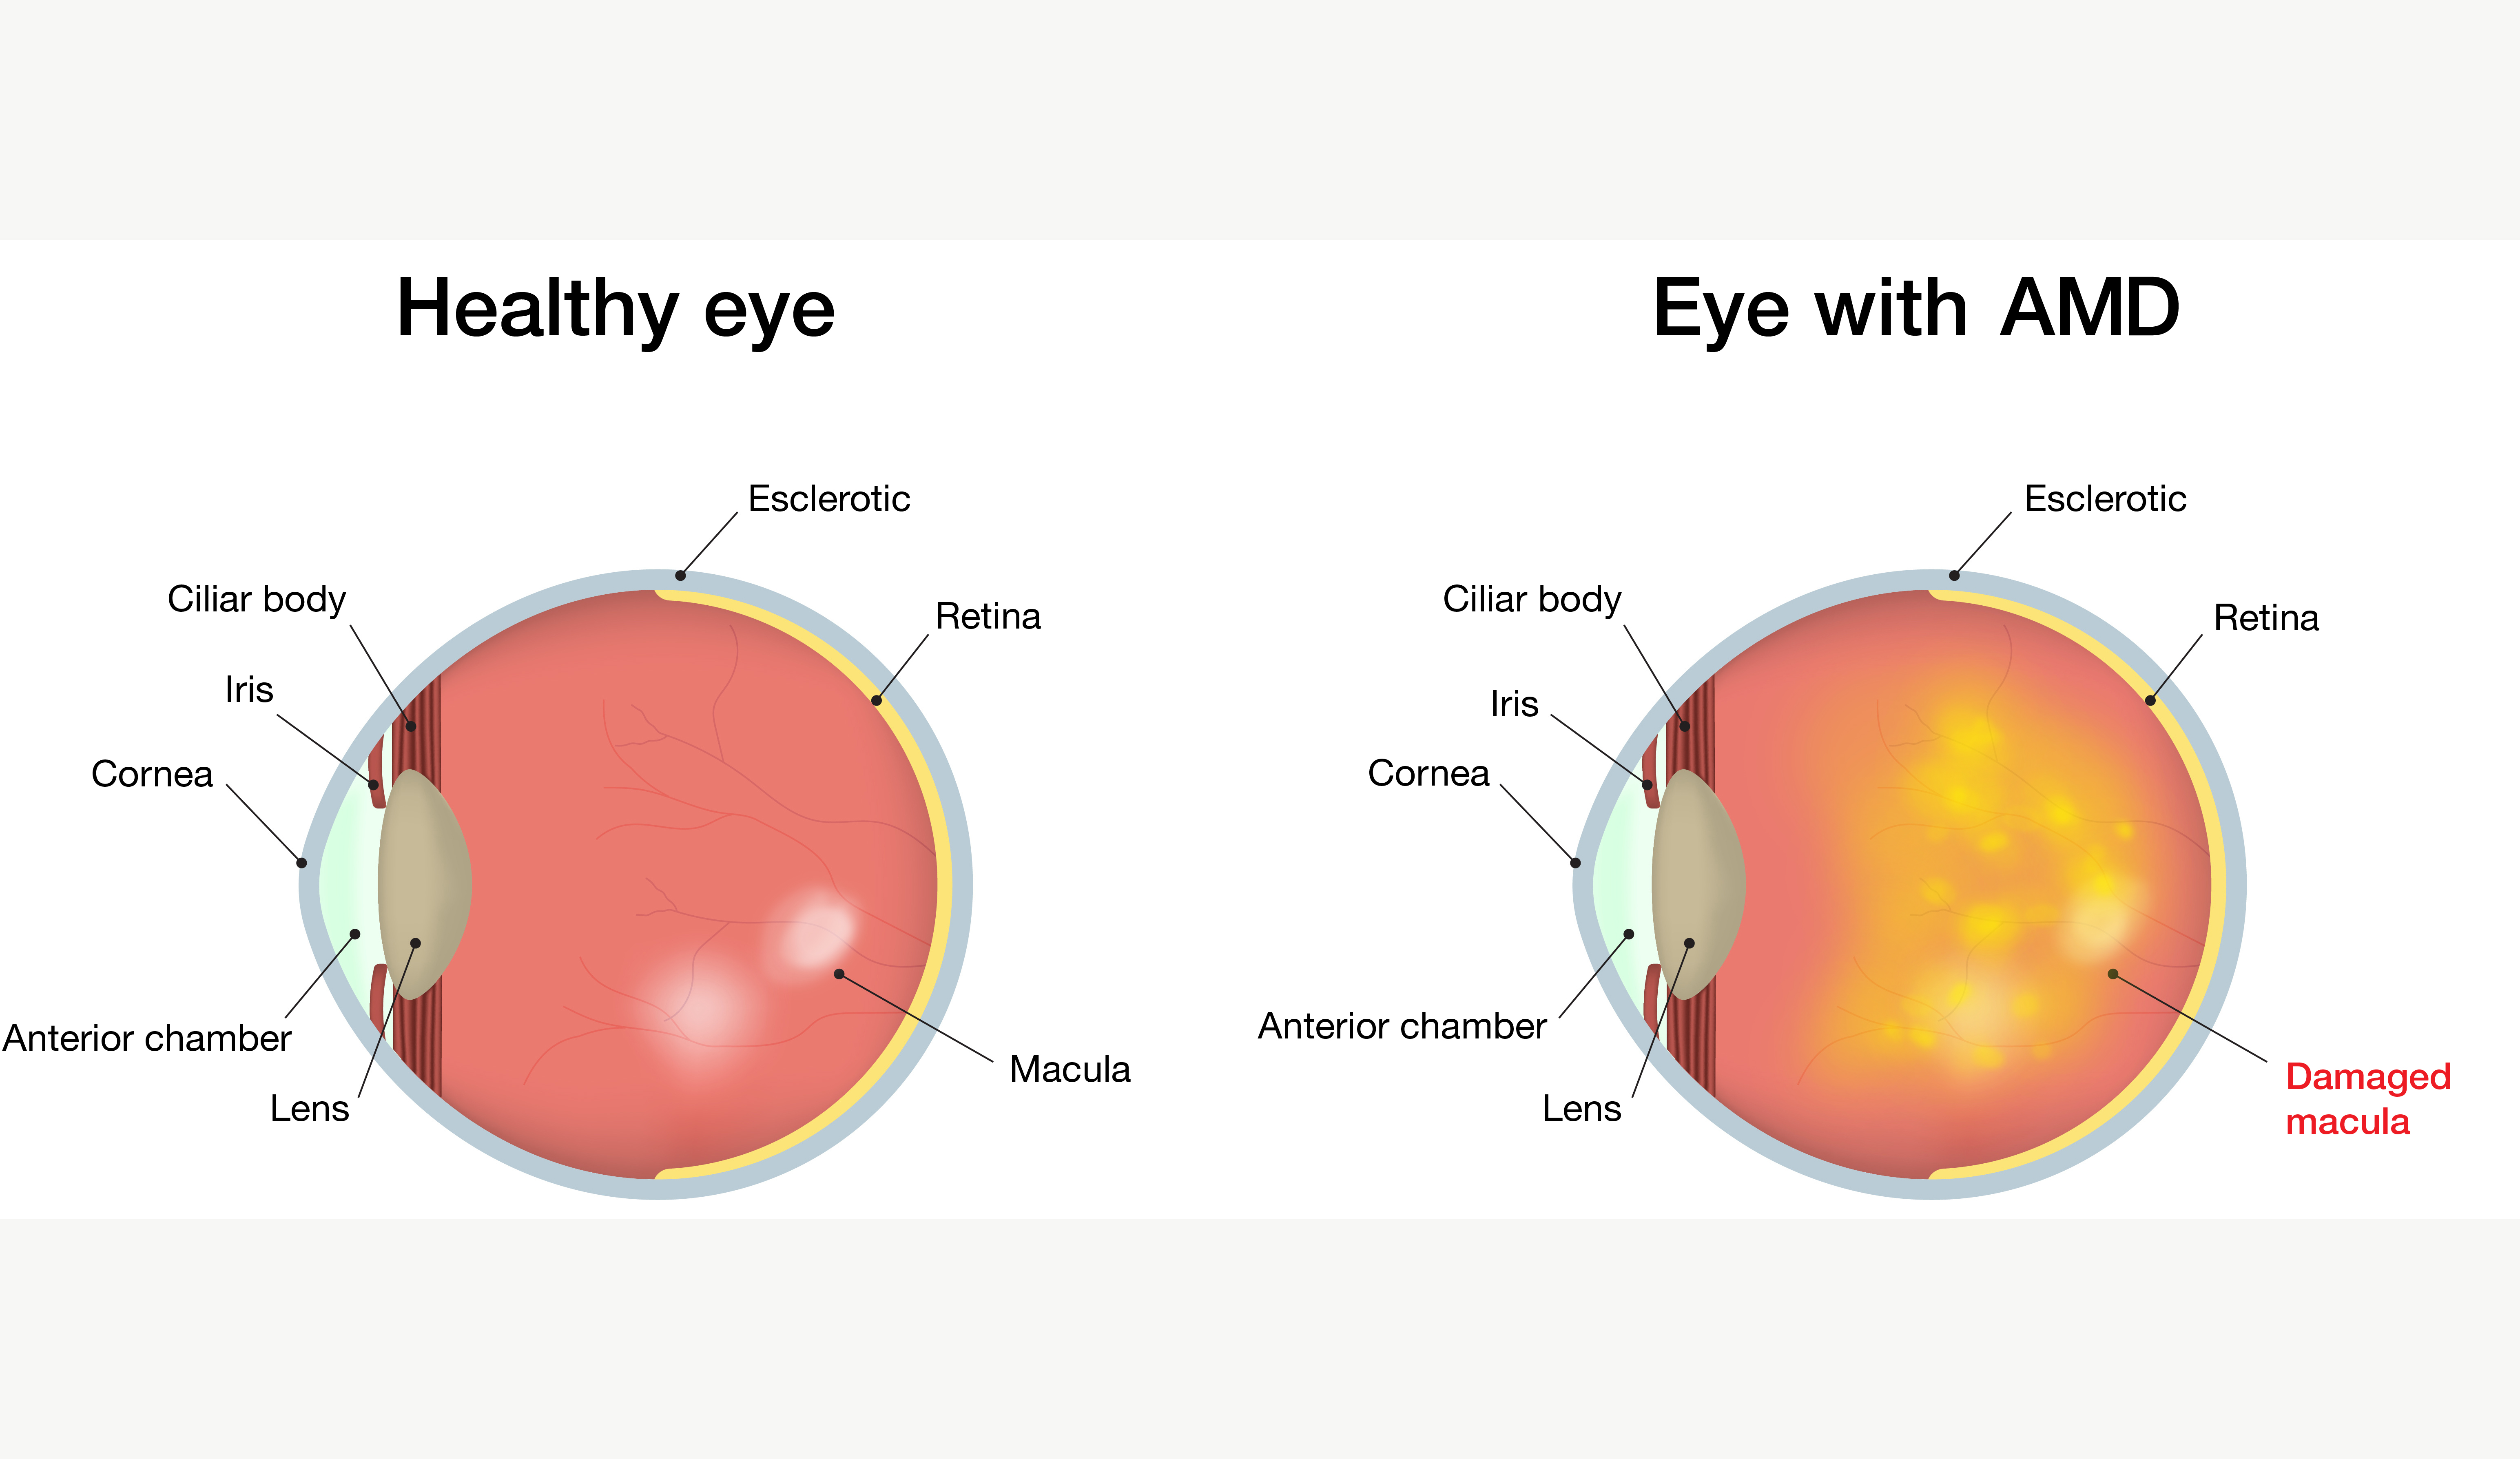 Healthy eye
Esclerotic
Ciliar body
Retina
Iris
Cornea
Anterior chamber
Macula
Lens
Eye with AMD
Esclerotic
Ciliar body
Retina
Iris
Cornea
Anterior chamber
Damaged
macula
Lens